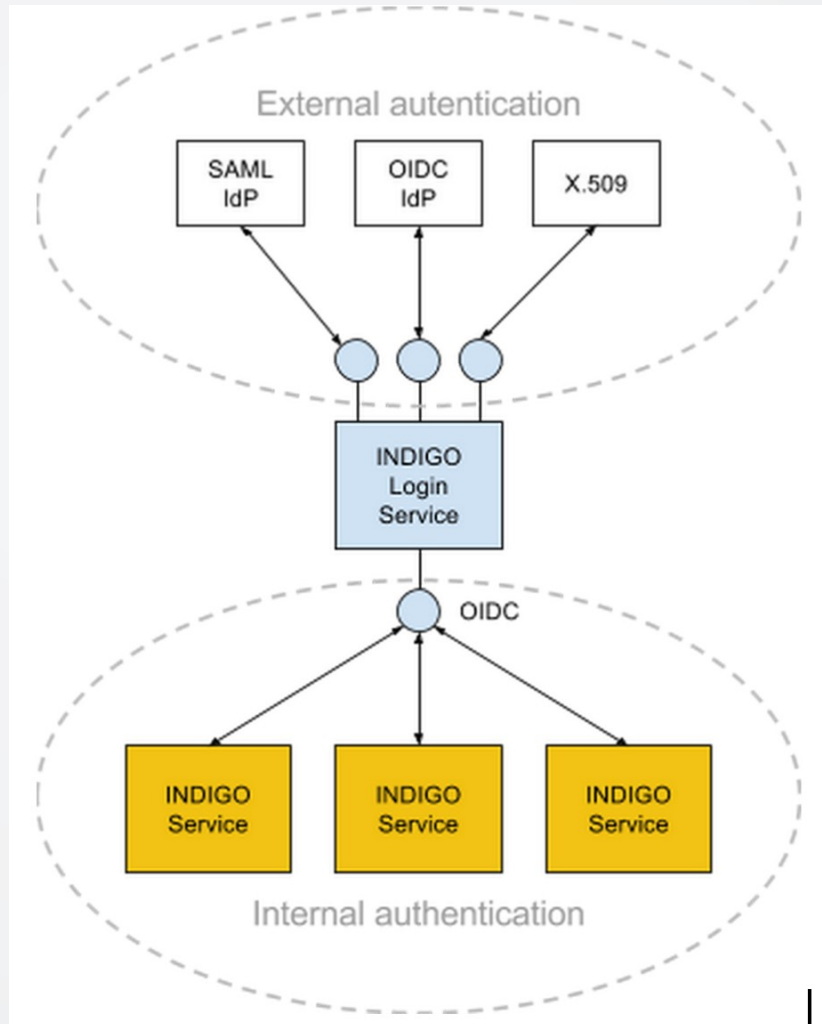 External autentication
SAML
IdP
OIDC
IdP
X.509
INDIGO
Login
Service
OIDC
INDIGO
Service
INDIGO
Service
INDIGO
Service
Internal authentication